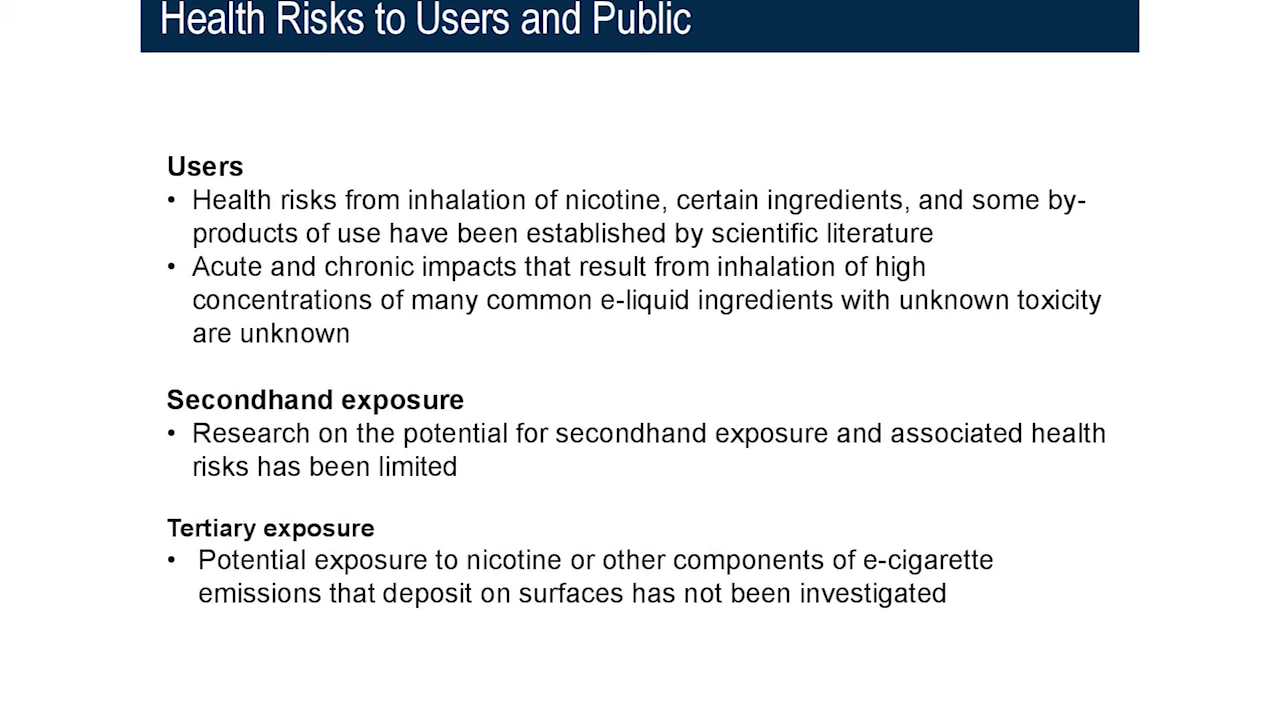 Health Risks to Users and Public
Users
• Health risks from inhalation of nicotine, certain ingredients, and some by-
products of use have been established by scientific literature
• Acute and chronic impacts that result from inhalation of high
concentrations of many common e-liquid ingredients with unknown toxicity
are unknown
Secondhand exposure
• Research on the potential for secondhand exposure and associated health
risks has been limited
Tertiary exposure
• Potential exposure to nicotine or other components of e-cigarette
emissions that deposit on surfaces has not been investigated